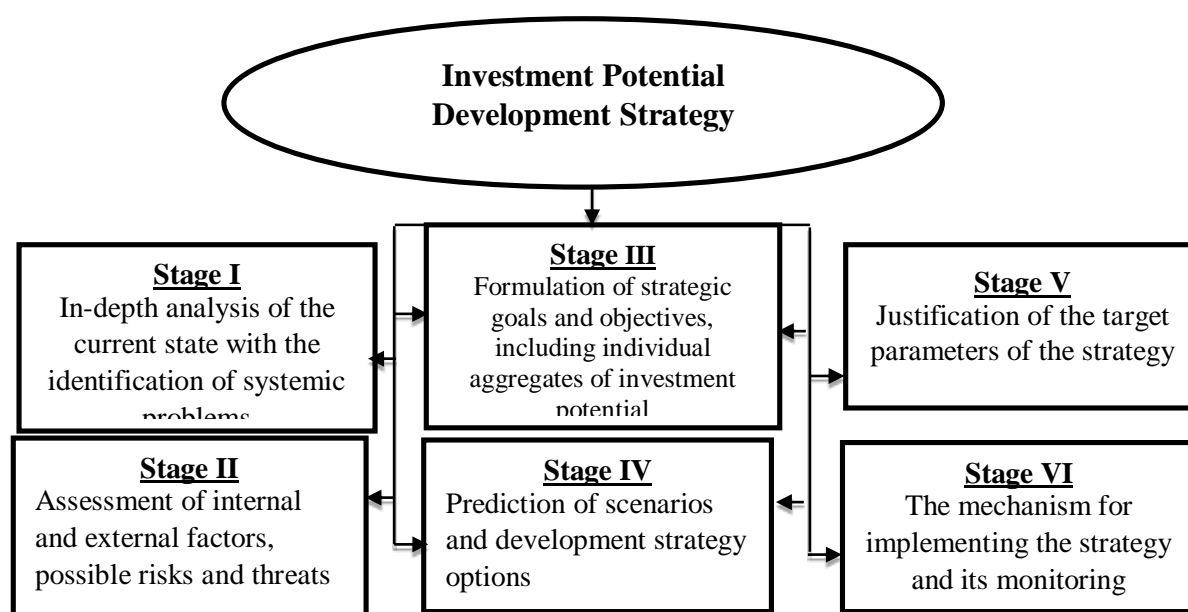 Investment Potential
Development Strategy
Stage I
In-depth analysis of the
current state with the
identification of systemic
problems
Stage II
Assessment of internal
and external factors,
possible risks and threats
Stage III
Formulation of strategic
goals and objectives,
including individual
aggregates of investment
potential
Stage IV
Prediction of scenarios
and development strategy
options
Stage V
Justification of the target
parameters of the strategy
Stage VI
The mechanism for
implementing the strategy
and its monitoring